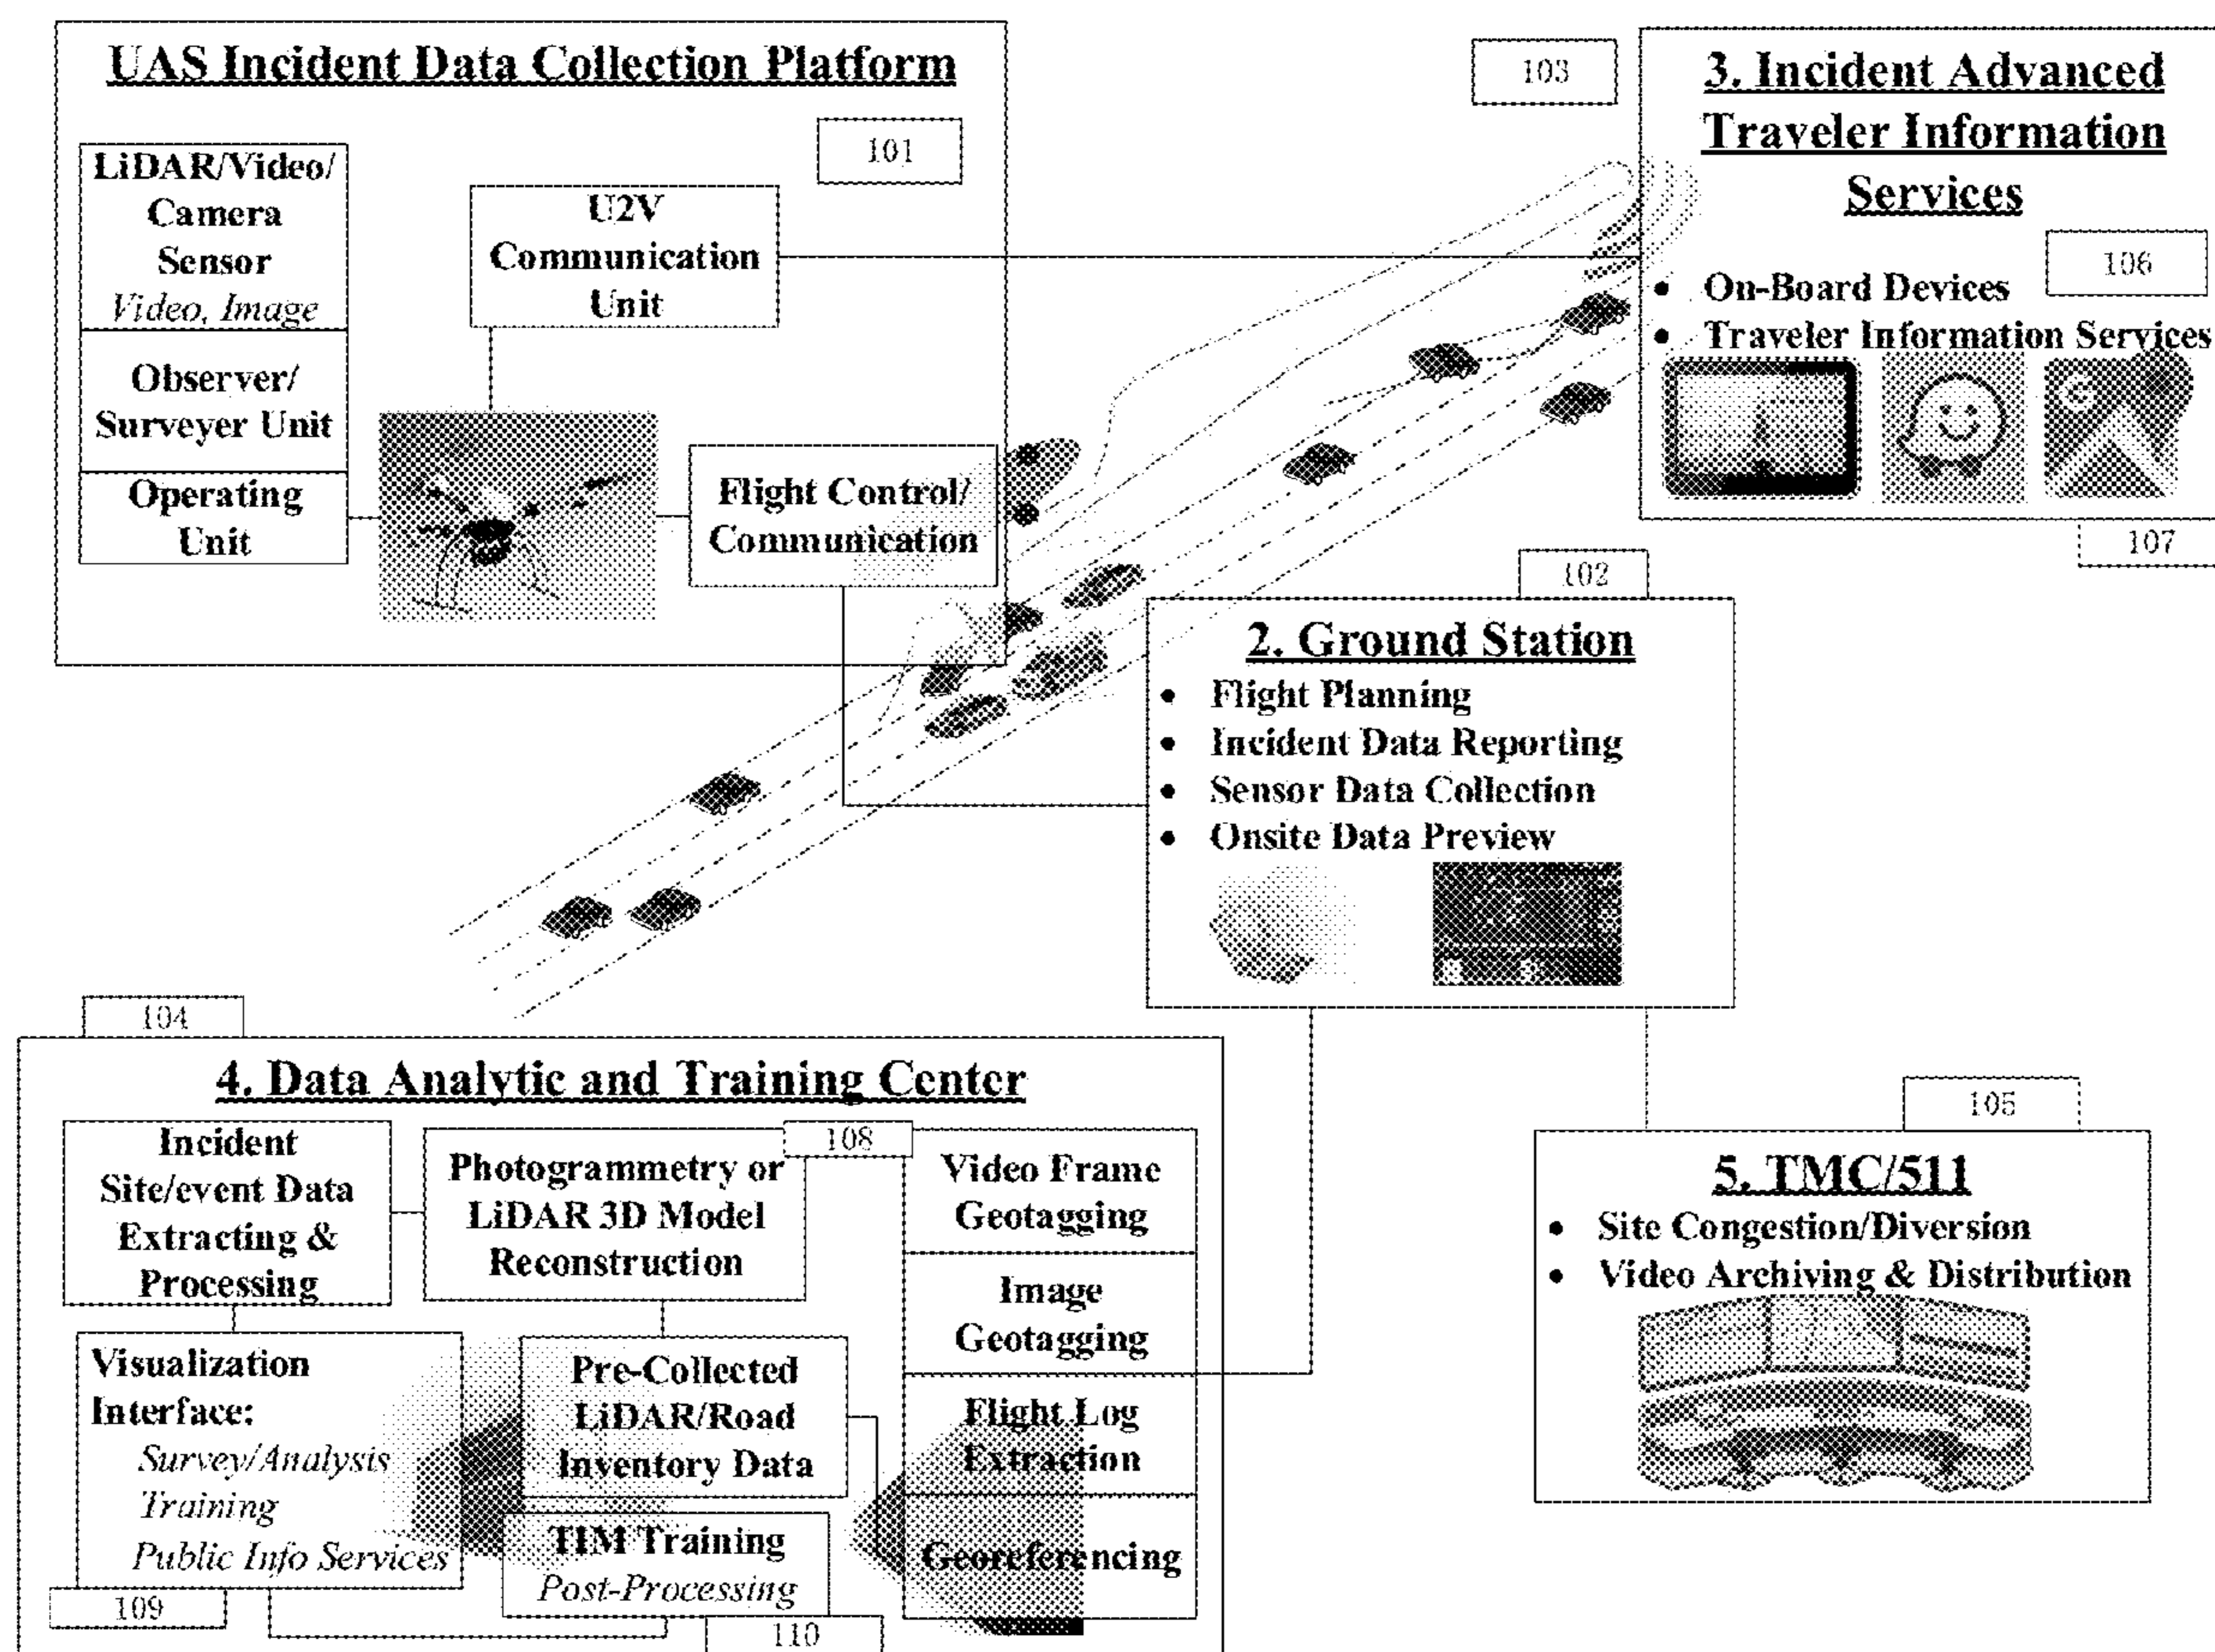 UAS Incident Data Collection Platform
101
LiDAR/Video/
Camera
Sensor
Video, Image
Observer/
Surveyer Unit
Operating
Unit
U2V
Communication
Unit
Flight Control/
Communication
103
3. Incident Advanced
Traveler Information
Services
106
• On-Board Devices
• Traveler Information Services
G
107
102
2. Ground Station
• Flight Planning
• Incident Data Reporting
• Sensor Data Collection
• Onsite Data Preview
104
4. Data Analytic and Training Center
Incident
Site/event Data
Extracting &
Processing
108
Photogrammetry or
LiDAR 3D Model
Reconstruction
Video Frame
Geotagging
Image
Geotagging
Flight Log
Extraction
Georeferencing
Visualization
Interface:
Survey/Analysis
Training
Public Info Services
109
Pre-Collected
LiDAR/Road
Inventory Data
TIM Training
Post-Processing
110
105
5. TMC/511
• Site Congestion/Diversion
• Video Archiving & Distribution